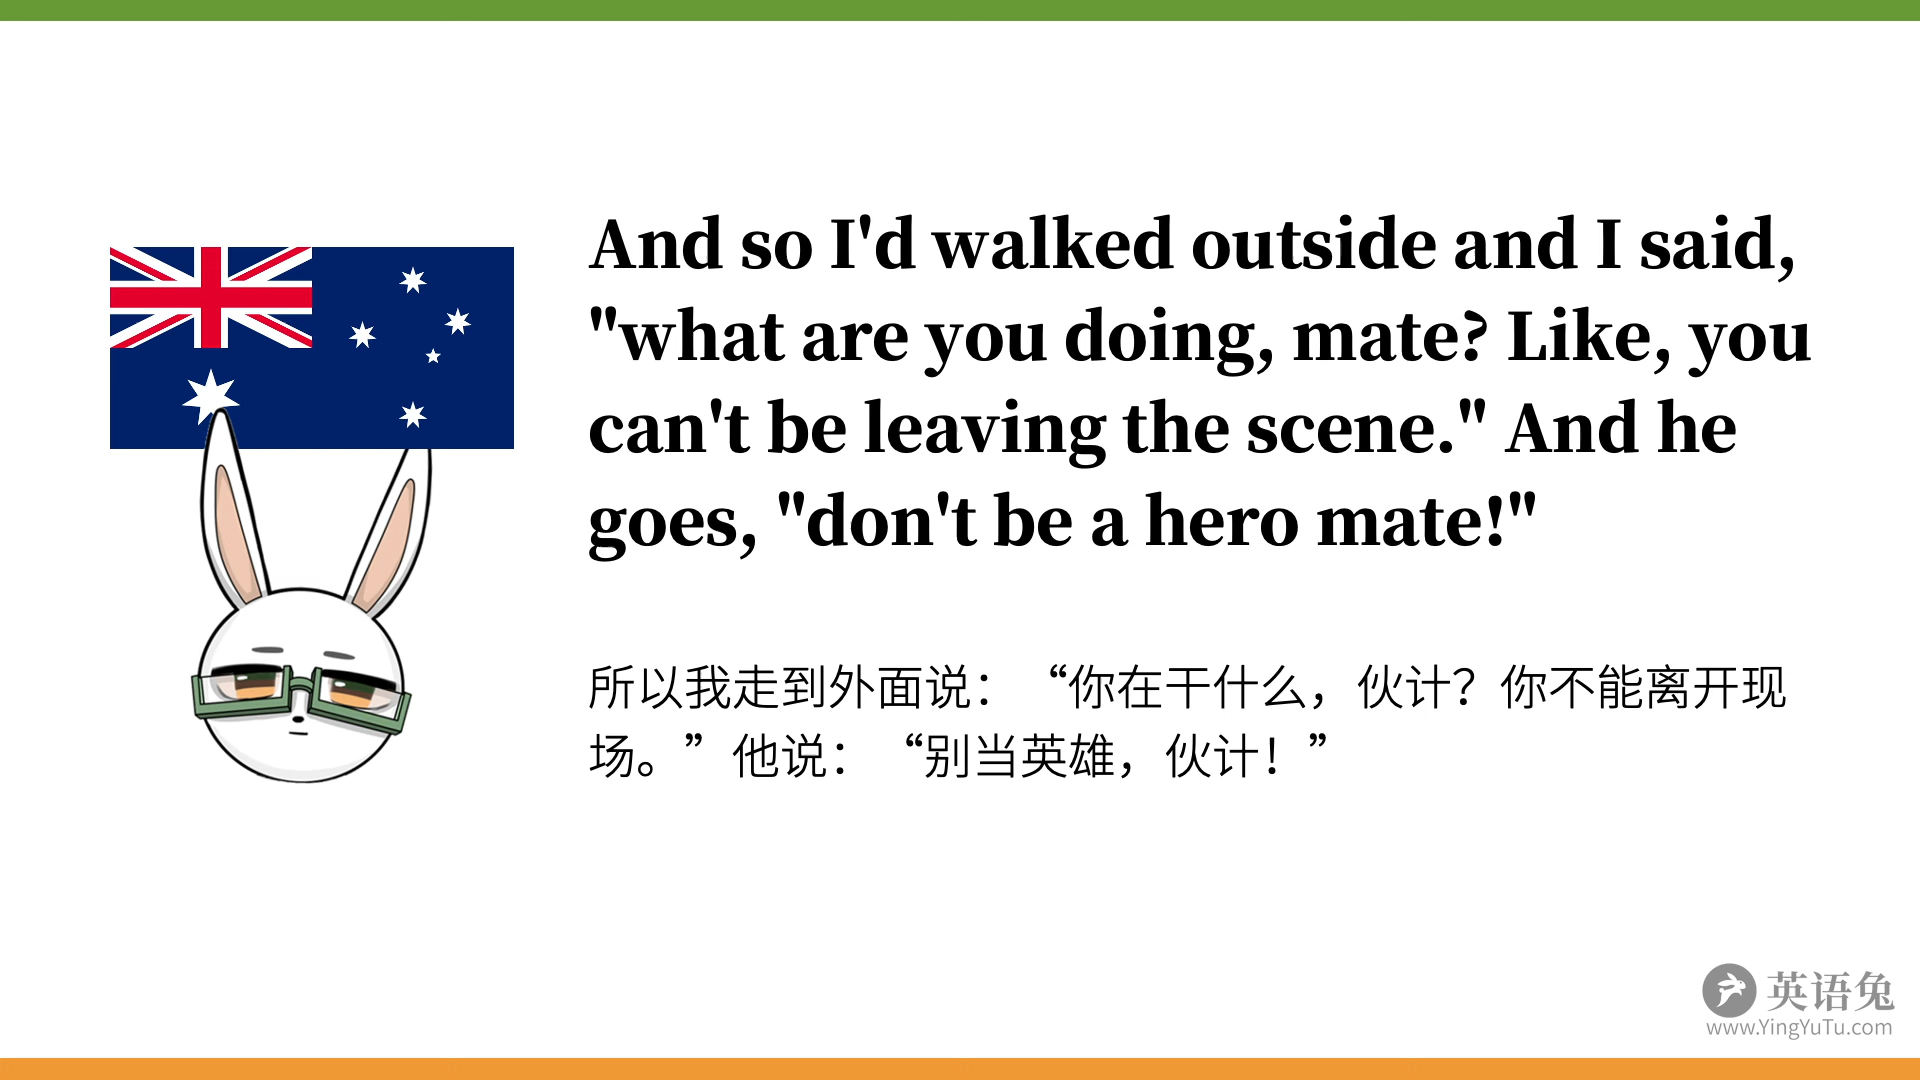 And so I'd walked outside and I said,
"what are you doing, mate? Like, you
can't be leaving the scene." And he
goes, "don't be a hero mate!"
所以我走到外面说：“你在干什么，伙计？你不能离开现
场。”他说：“别当英雄，伙计！”
英语兔
www.YingYuTu.com